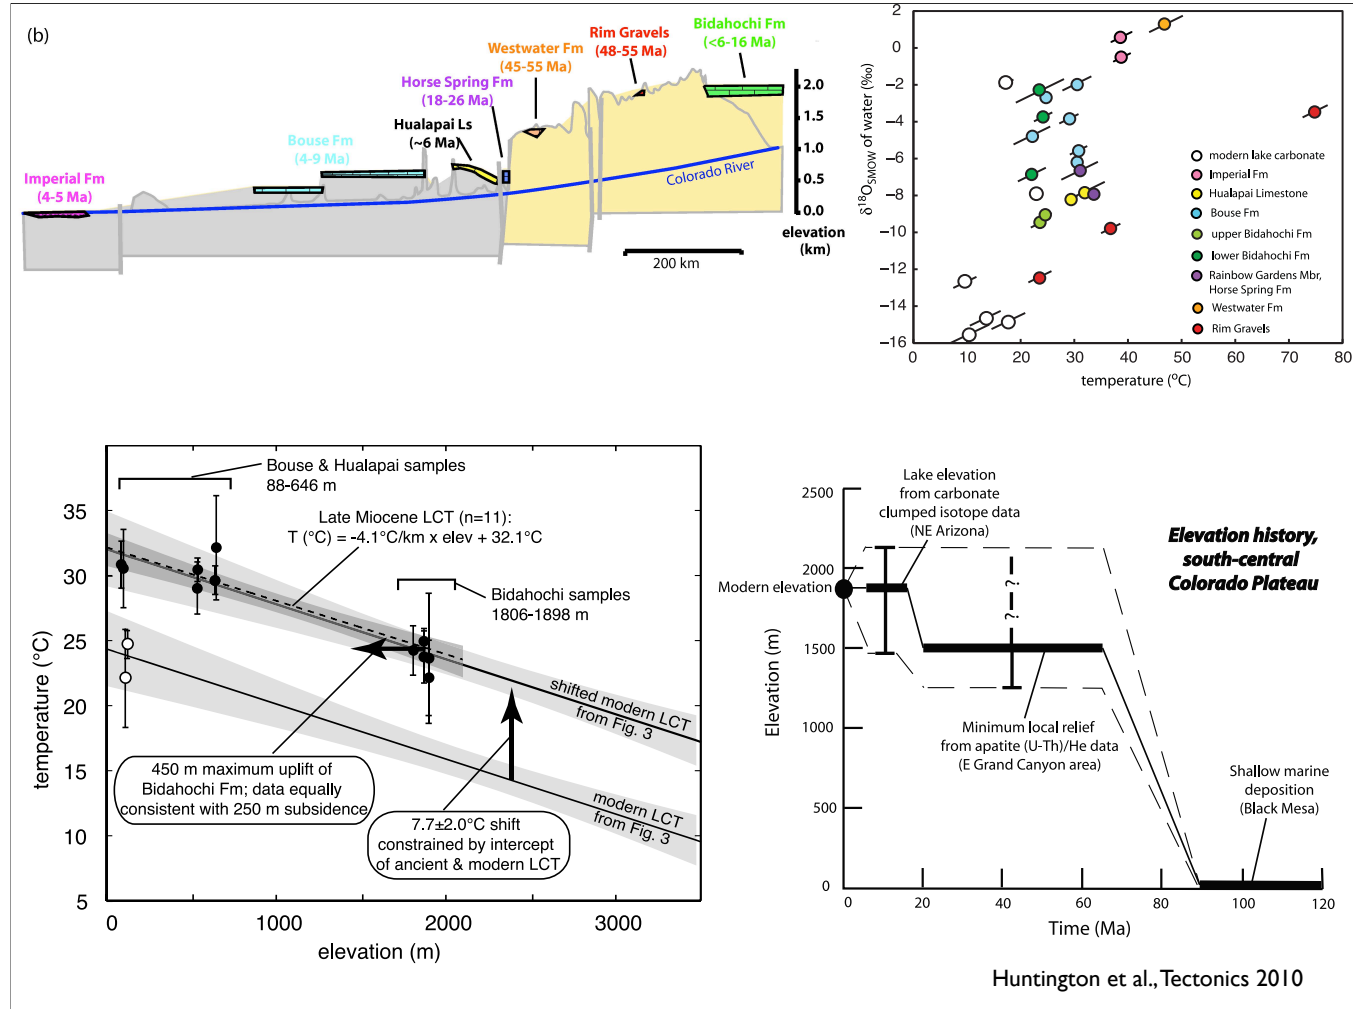 (b)
Bidahochi Fm
(<6-16 Ma)
Rim Gravels
(48-55 Ma)
Westwater Fm
(45-55 Ma)
Horse Spring Fm
(18-26 Ma)
Hualapai Ls
(~6 Ma)
Bouse Fm
(4-9 Ma)
Imperial Fm
(4-5 Ma)
Colorado River
2.0
1.5
1.0
0.5
0.0
elevation
(km)
200 km
δ18OSMOW of water (‰)
2
0
−2
−4
−6
−8
−10
−12
−14
−16
0
10
20
30
40
50
60
70
80
temperature (oC)
modern lake carbonate
Imperial Fm
Hualapai Limestone
Bouse Fm
upper Bidahochi Fm
lower Bidahochi Fm
Rainbow Gardens Mbr,
Horse Spring Fm
Westwater Fm
Rim Gravels
temperature (°C)
35
30
25
20
15
10
5
0
1000
2000
3000
elevation (m)
Bouse & Hualapai samples
88-646 m
Late Miocene LCT (n=11):
T (°C) = -4.1°C/km x elev + 32.1°C
Bidahochi samples
1806-1898 m
shifted modern LCT
from Fig. 3
450 m maximum uplift of
Bidahochi Fm; data equally
consistent with 250 m subsidence
7.7±2.0°C shift
constrained by intercept
of ancient & modern LCT
modern LCT
from Fig. 3
Elevation (m)
2500
2000
1500
1000
500
0
0
20
40
60
80
100
120
Time (Ma)
Lake elevation
from carbonate
clumped isotope data
(NE Arizona)
Modern elevation
Elevation history,
south-central
Colorado Plateau
?
?
Minimum local relief
from apatite (U-Th)/He data
(E Grand Canyon area)
Shallow marine
deposition
(Black Mesa)
Huntington et al., Tectonics 2010